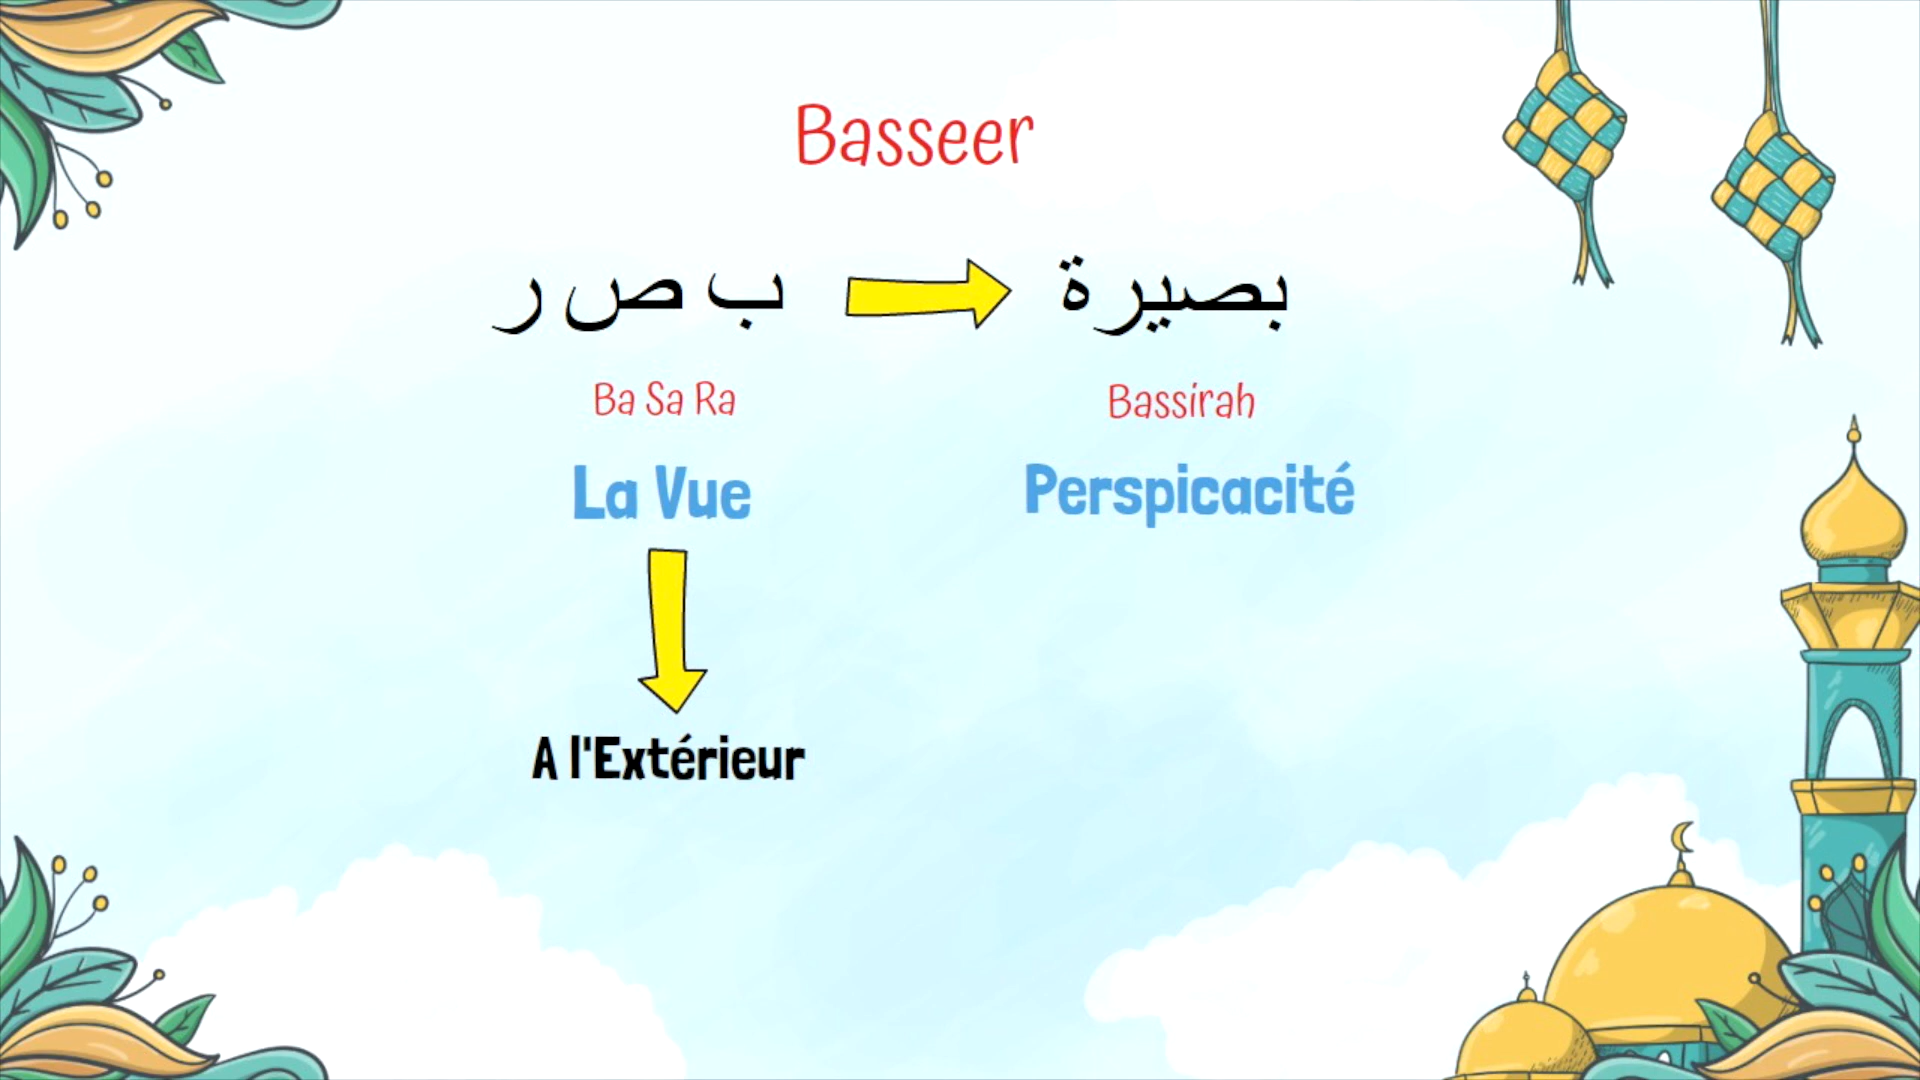 Basseer
ب ص ر
بصيرة
Ba Sa Ra
Bassirah
La Vue
Perspicacité
A l'Extérieur